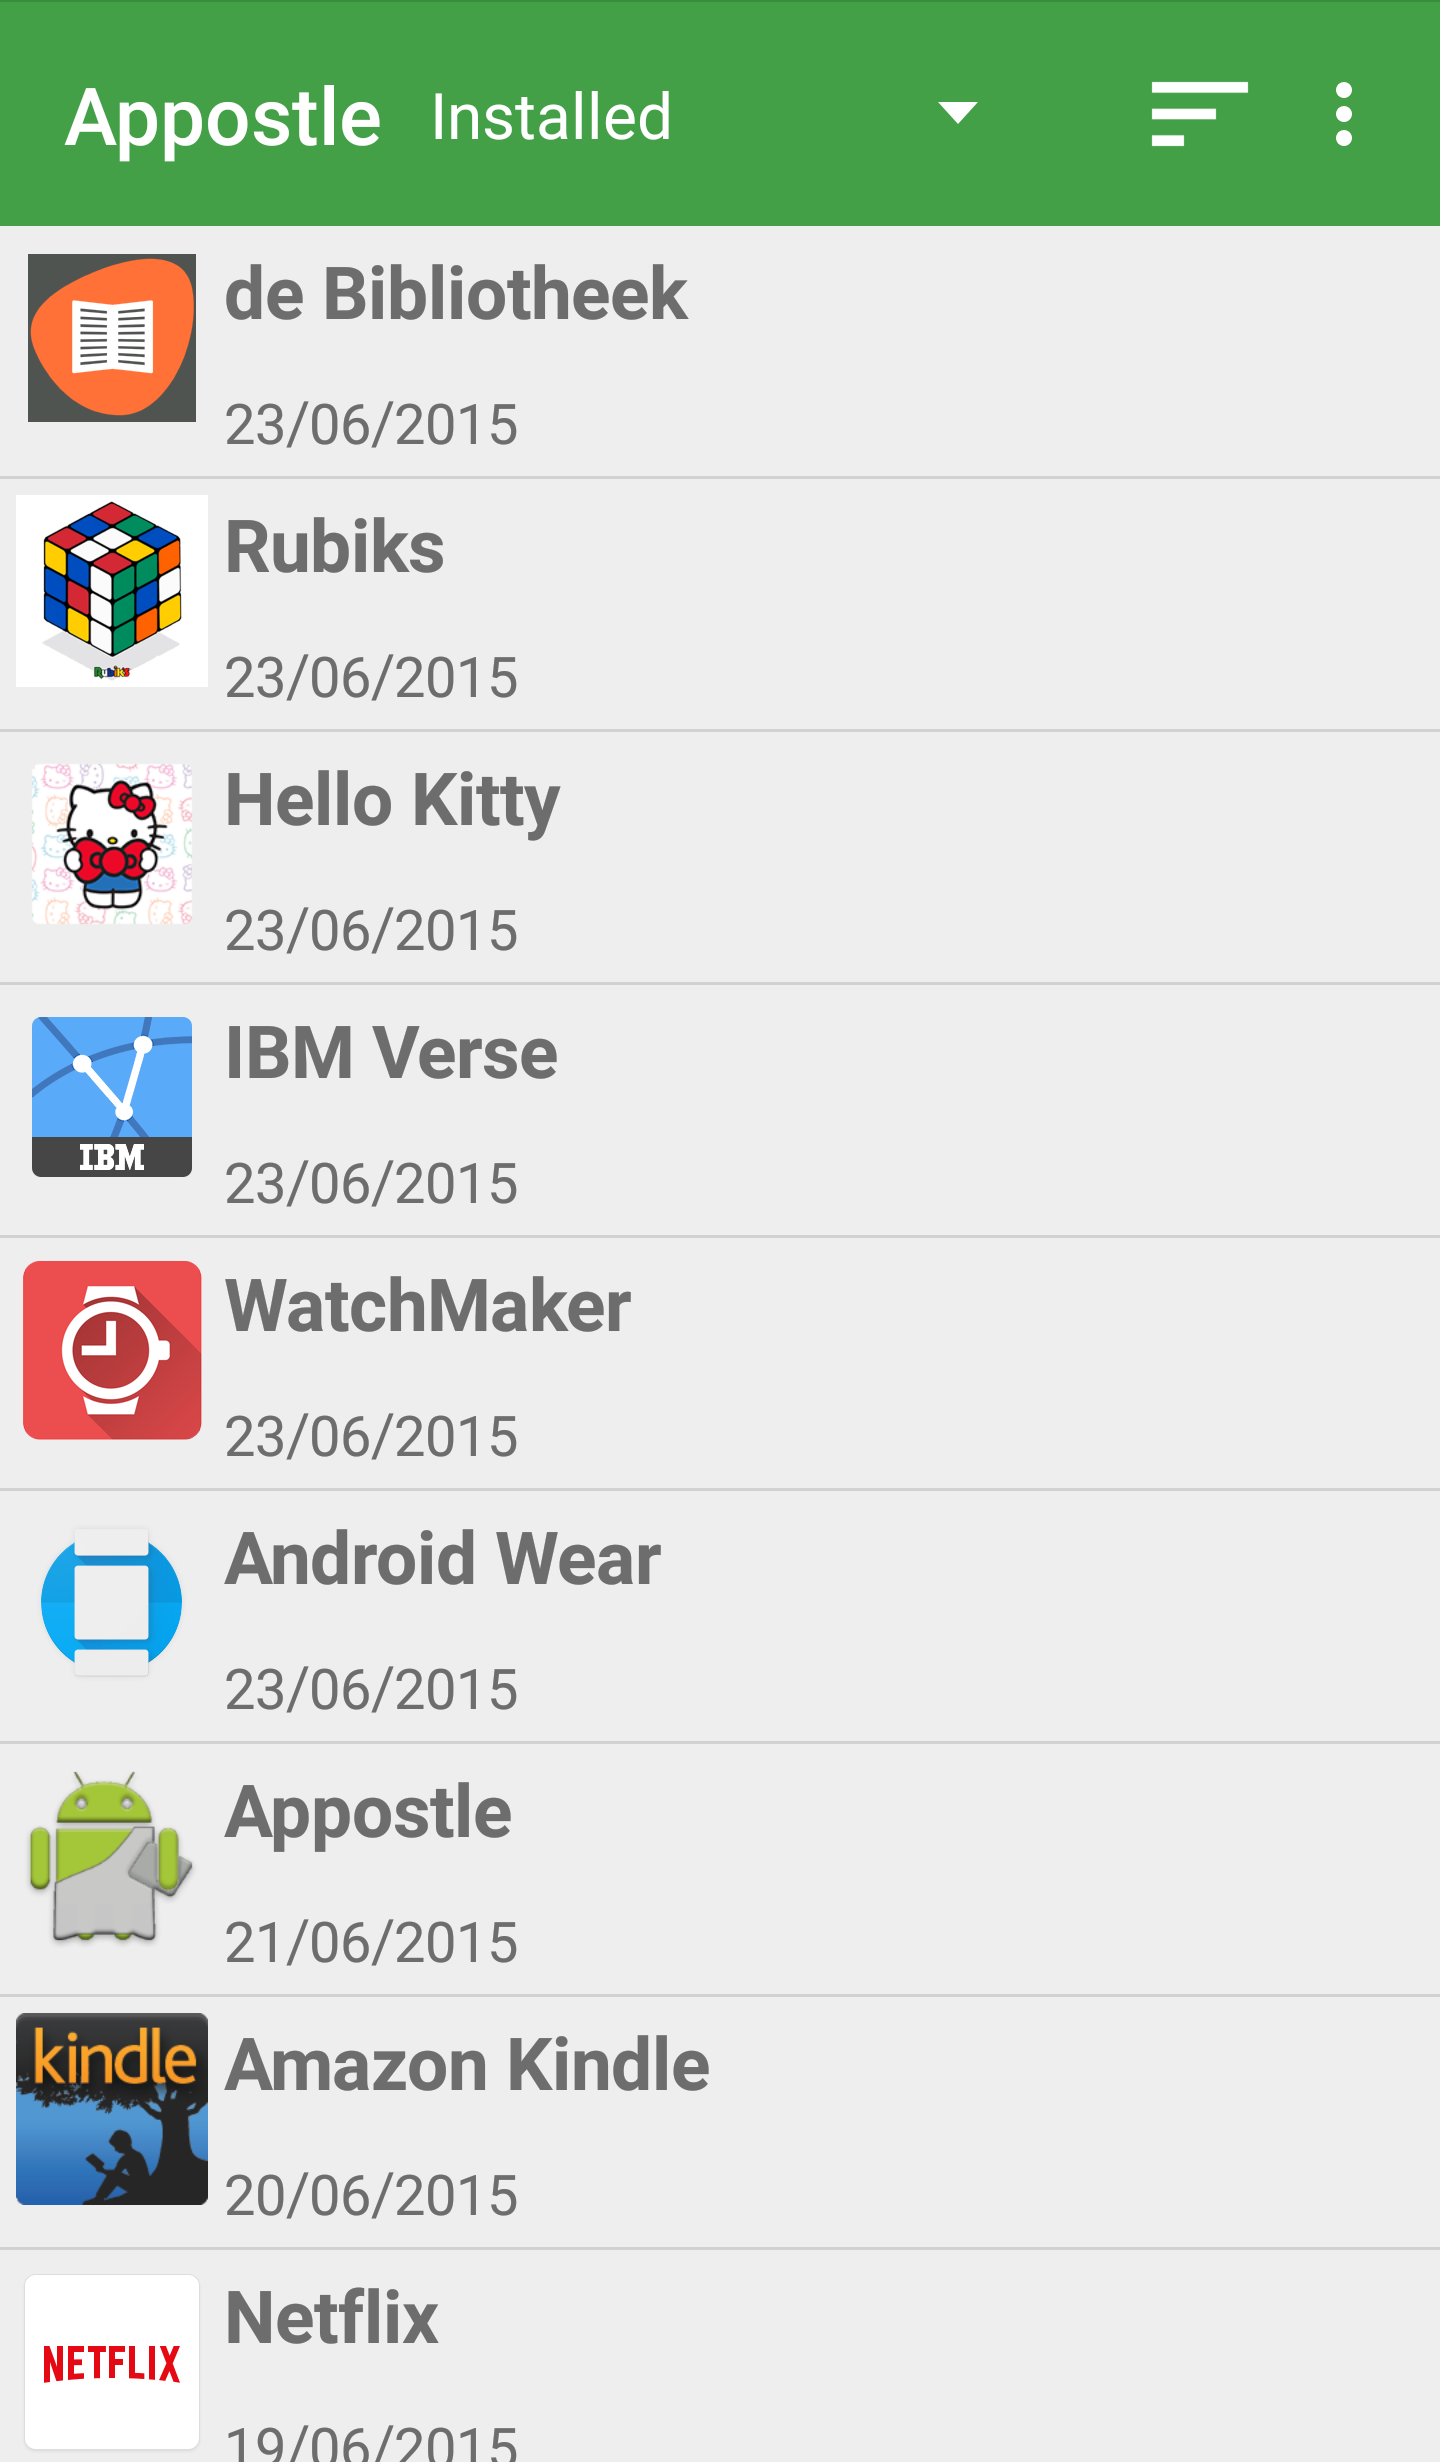 Appostle Installed
de Bibliotheek
23/06/2015
Rubiks
23/06/2015
RUBIK'S
Hello Kitty
23/06/2015
IBM Verse
23/06/2015
IBM
WatchMaker
23/06/2015
Android Wear
23/06/2015
Appostle
21/06/2015
kindle
Amazon Kindle
20/06/2015
Netflix
NETFLIX
19/06/2015